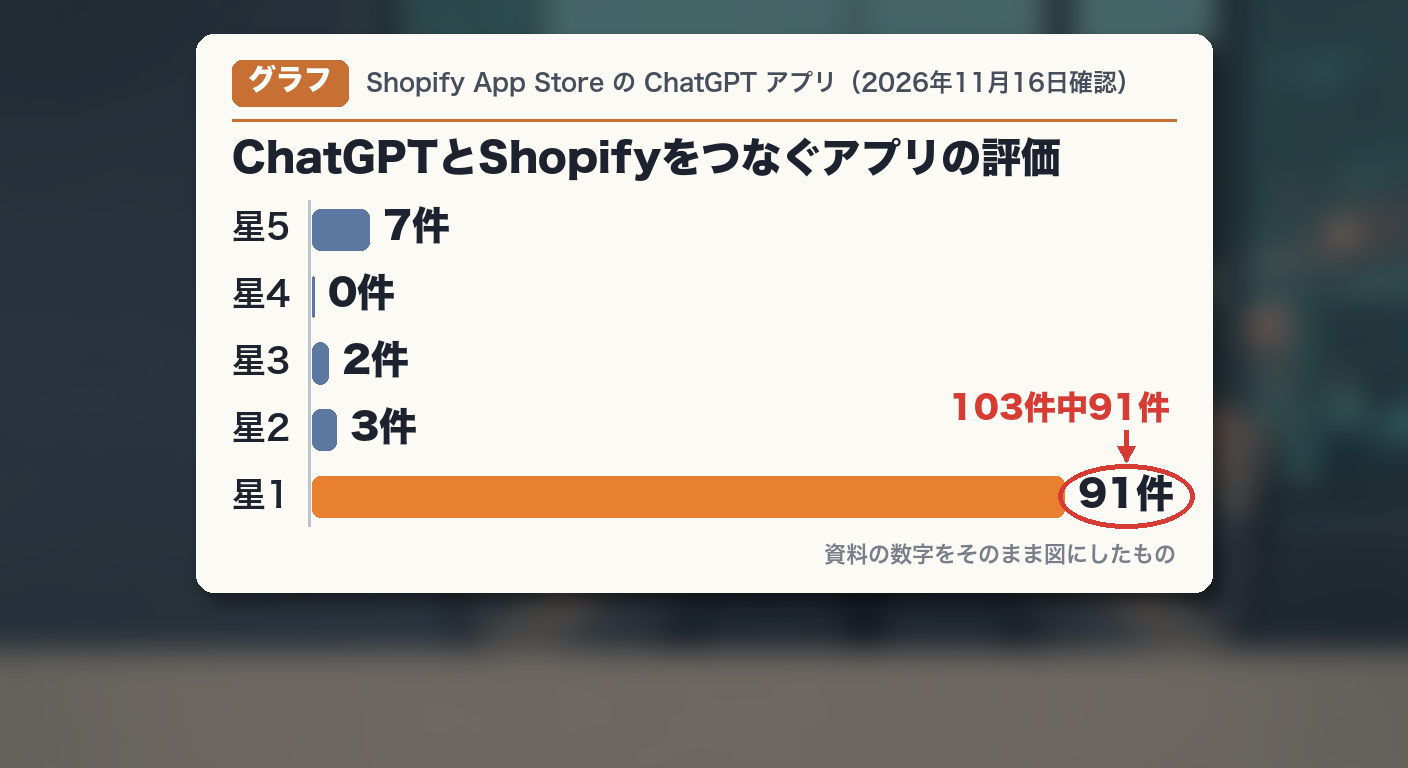 グラフ
Shopify App Store の ChatGPT アプリ（2026年11月16日確認）
ChatGPTとShopifyをつなぐアプリの評価
星5 7件
星4 0件
星3 2件
103件中91件
星2 3件
星1 91件
資料の数字をそのまま図にしたもの